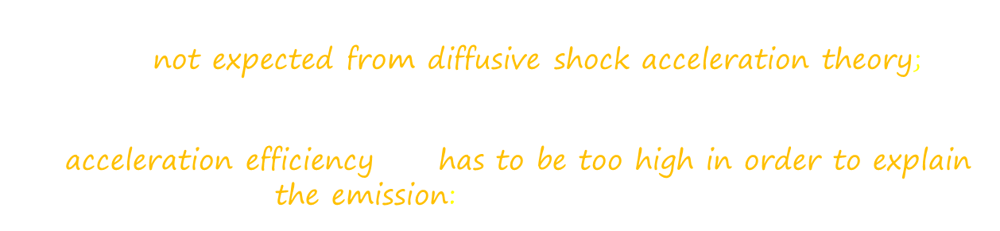 not expected from diffusive shock acceleration theory;
acceleration efficiency has to be too high in order to explain
the emission: